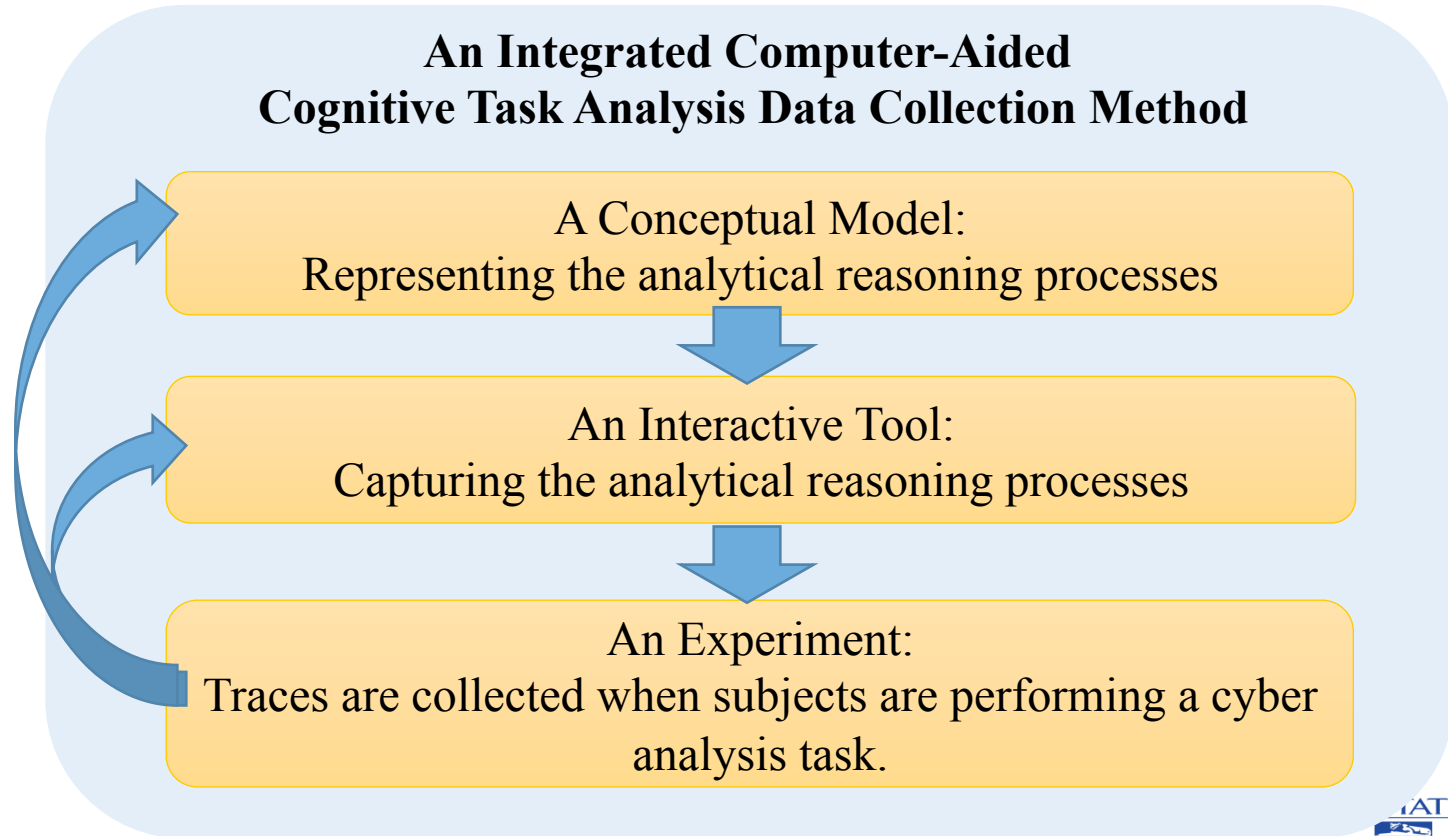 An Integrated Computer-Aided
Cognitive Task Analysis Data Collection Method
A Conceptual Model:
Representing the analytical reasoning processes
An Interactive Tool:
Capturing the analytical reasoning processes
An Experiment:
Traces are collected when subjects are performing a cyber
analysis task.